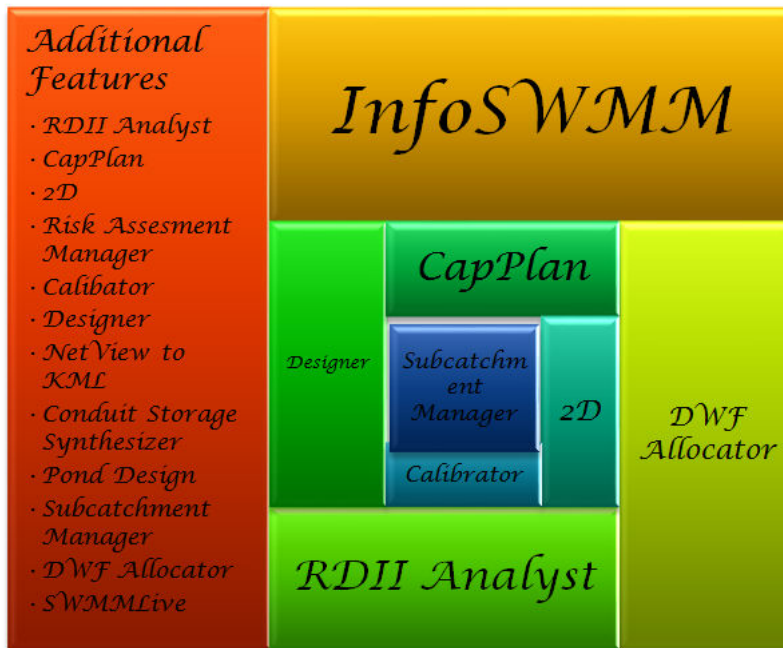 Additional
Features
· RDII Analyst
· CapPlan
· 2D
· Risk Assesment
Manager
· Calibator
· Designer
· NetView to
KML
· Conduit Storage
Synthesizer
· Pond Design
· Subcatchment
Manager
· DWF Allocator
· SWMMLive
InfoSWMM
CapPlan
Designer
Subcatchm
ent
Manager
2D
DWF
Allocator
Calibrator
RDII Analyst